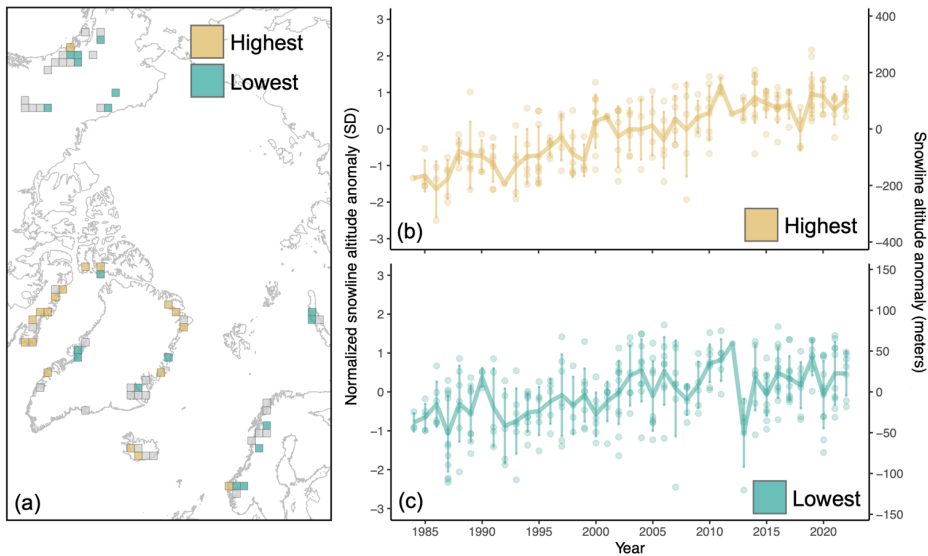 Highest
Lowest
(a)
Normalized snowline altitude anomaly (SD)
3
2
1
0
−1
−2
−3
(b)
Highest
400
200
0
−200
−400
Snowline altitude anomaly (meters)
3
2
1
0
−1
−2
−3
(c)
Lowest
150
100
50
0
−50
−100
−150
1985 1990 1995 2000 2005 2010 2015 2020
Year